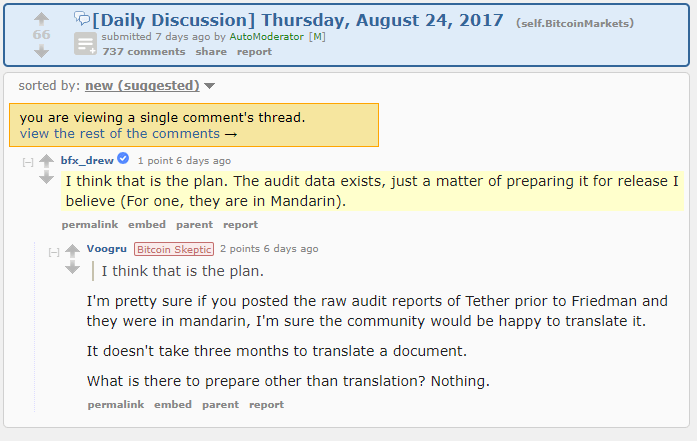 [Daily Discussion] Thursday, August 24, 2017 (self.BitcoinMarkets)
66
submitted 7 days ago by AutoModerator [M]
737 comments share report
sorted by: new (suggested)
you are viewing a single comment's thread.
view the rest of the comments →
[–] bfx_drew 1 point 6 days ago
I think that is the plan. The audit data exists, just a matter of preparing it for release I
believe (For one, they are in Mandarin).
permalink embed parent report
[–] Voogru Bitcoin Skeptic 2 points 6 days ago
I think that is the plan.
I'm pretty sure if you posted the raw audit reports of Tether prior to Friedman and
they were in mandarin, I'm sure the community would be happy to translate it.
It doesn't take three months to translate a document.
What is there to prepare other than translation? Nothing.
permalink embed parent report